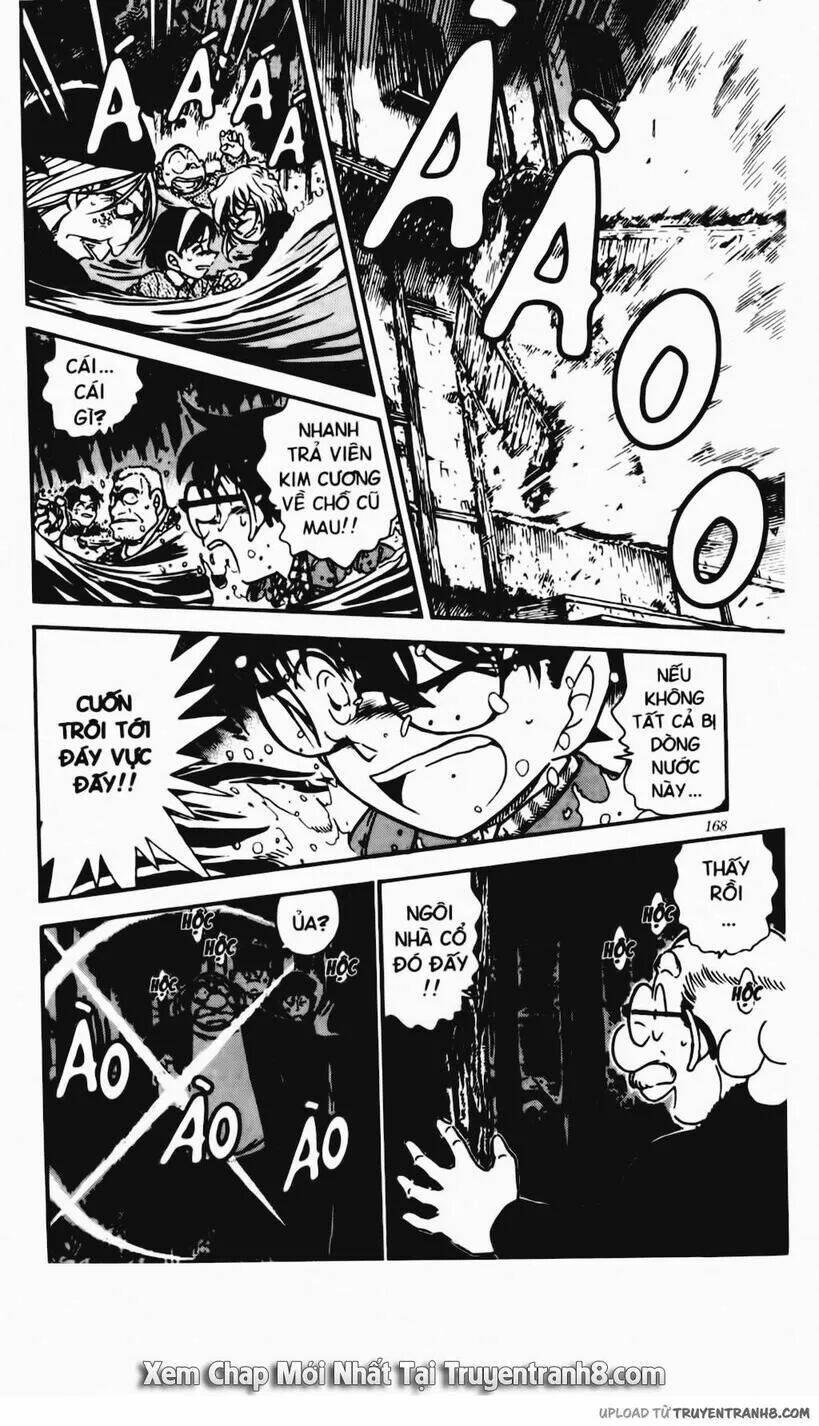 Á Á Á Á
À
À
O
O
CÁI...
CÁI
GÌ?
NHANH
TRẢ VIÊN
KIM CƯƠNG
VỀ CHỖ CŨ
MAU!!
NẾU
KHÔNG
TẤT CẢ BỊ
DÒNG
NƯỚC
NÀY...
CUỐN
TRÔI TỚI
ĐÁY VỰC
ĐẤY!!
168
THẤY
RỒI
...
NGÔI
NHÀ CỔ
ĐÓ ĐẤY
!!
HỘC
HỘC
HỘC
ỦA?
HỘC
HỘC
HỘC
HỘC
ÀO
ÀO
ÀO
Xem Chap Mới Nhất Tại Truyentranh8.com
UPLOAD TỪ TRUYENTRANH8.COM